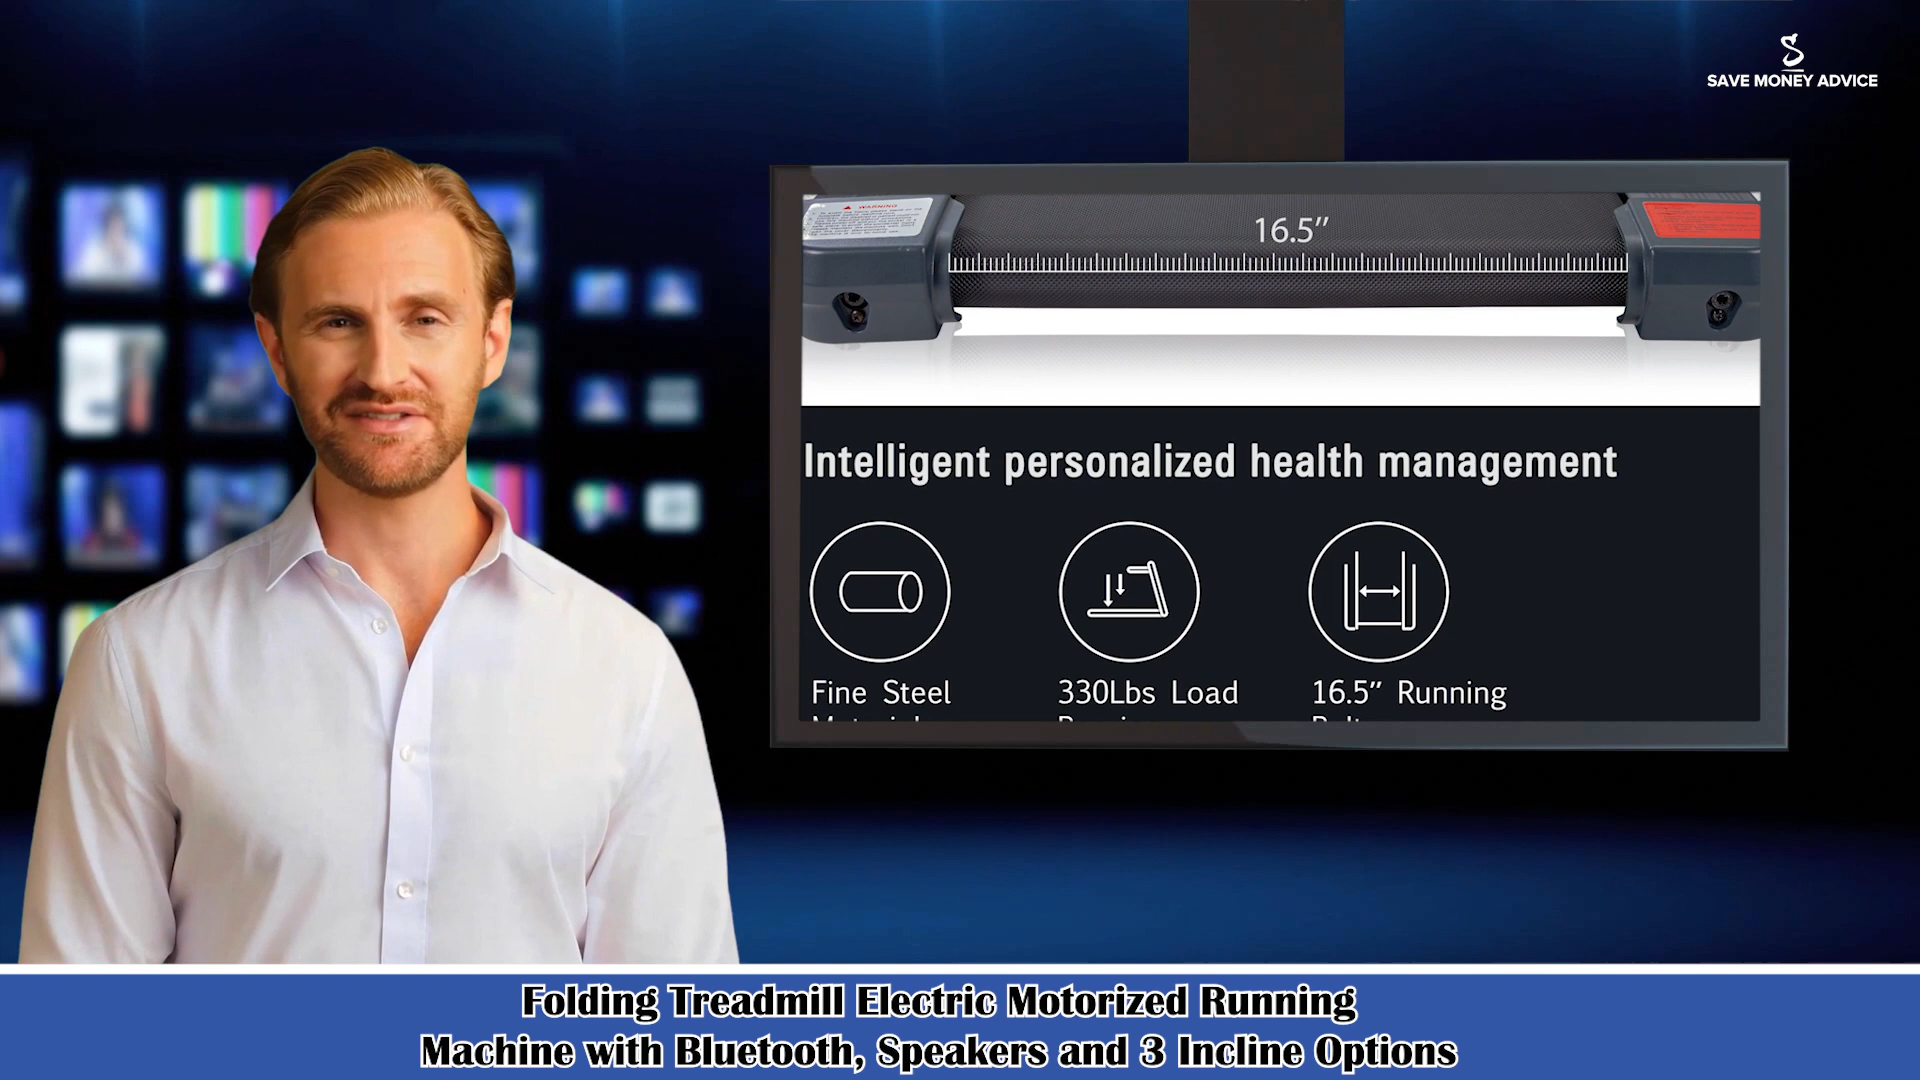 SAVE MONEY ADVICE
WARNING
16.5"
Intelligent personalized health management
Fine Steel
330Lbs Load
16.5" Running
Folding Treadmill Electric Motorized Running
Machine with Bluetooth, Speakers and 3 Incline Options